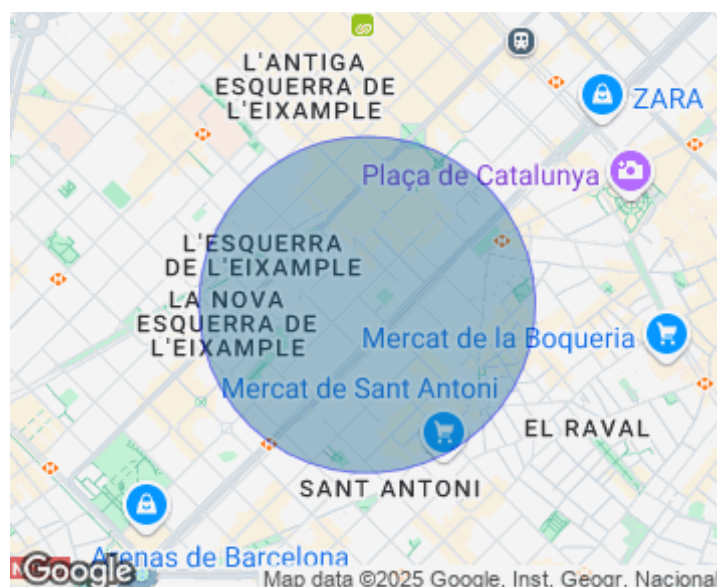 L'ANTIGA
ESQUERRA DE
L'EIXAMPLE
ZARA
Plaça de Catalunya
L'ESQUERRA
DE L'EIXAMPLE
LA NOVA
ESQUERRA DE
L'EIXAMPLE
Mercat de la Boqueria
Mercat de Sant Antoni
EL RAVAL
SANT ANTONI
Arenas de Barcelona
Google
Map data ©2025 Google, Inst. Geogr. Nacional